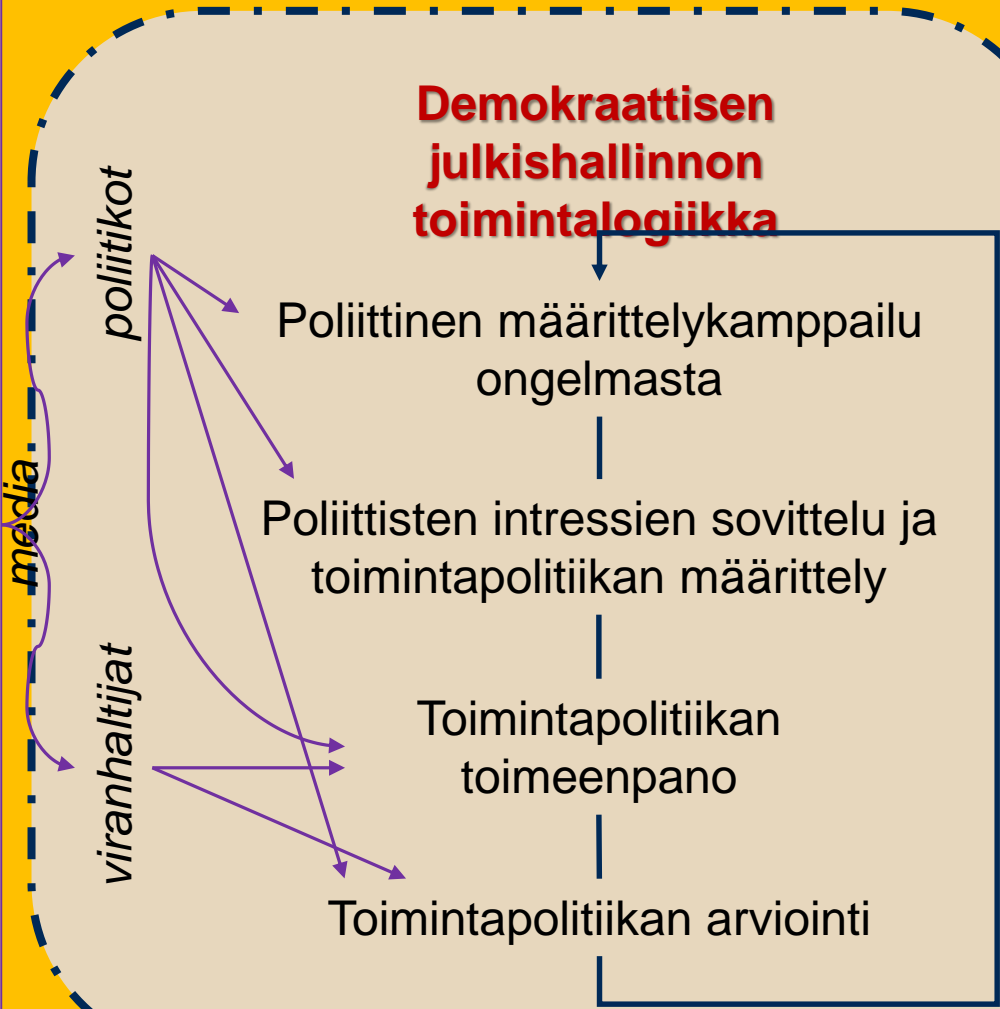 Demokraattisen
julkishallinnon
toimintalogiikka
poliitikot
media
viranhaltijat
Poliittinen määrittelykamppailu
ongelmasta
Poliittisten intressien sovittelu ja
toimintapolitiikan määrittely
Toimintapolitiikan
toimeenpano
Toimintapolitiikan arviointi